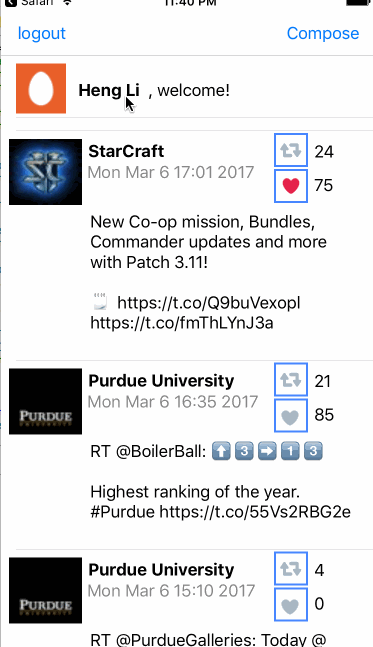 Safari 11:40 PM
logout Compose
Heng Li , welcome!
StarCraft 24
Mon Mar 6 17:01 2017 75
New Co-op mission, Bundles,
Commander updates and more
with Patch 3.11!
🗒 https://t.co/Q9buVexopl
https://t.co/fmThLYnJ3a
Purdue University 21
Mon Mar 6 16:35 2017 85
PURDUE
UNIVERSITY
RT @BoilerBall: ⬆️3️⃣➡️1️⃣3️⃣
Highest ranking of the year.
#Purdue https://t.co/55Vs2RBG2e
Purdue University 4
Mon Mar 6 15:10 2017 0
PURDUE
UNIVERSITY
RT @PurdueGalleries: Today @